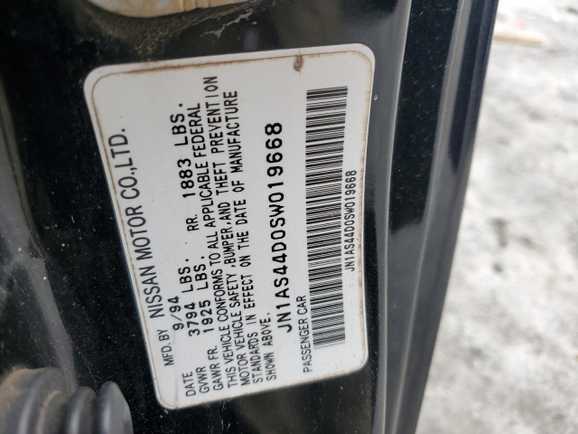 MFD. BY NISSAN MOTOR CO.,LTD.
DATE 9/94
GVWR 3794 LBS.
GAWR FR. 1925 LBS. RR. 1883 LBS.
THIS VEHICLE CONFORMS TO ALL APPLICABLE FEDERAL
MOTOR VEHICLE SAFETY, BUMPER, AND THEFT PREVENTION
STANDARDS IN EFFECT ON THE DATE OF MANUFACTURE
SHOWN ABOVE.
JN1AS44D0SW019668
PASSENGER CAR
JN1AS44D0SW019668